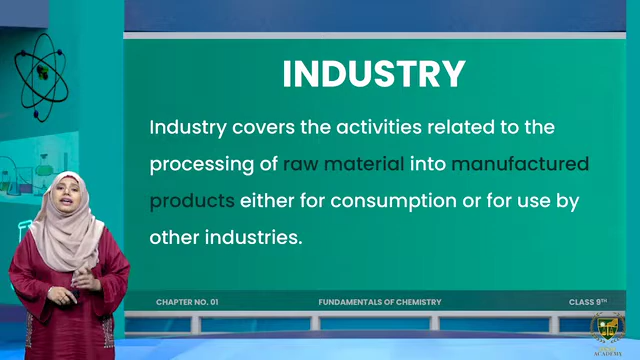 INDUSTRY
Industry covers the activities related to the
processing of raw material into manufactured
products either for consumption or for use by
other industries.
CHAPTER NO. 01 FUNDAMENTALS OF CHEMISTRY CLASS 9TH
ACADEMY